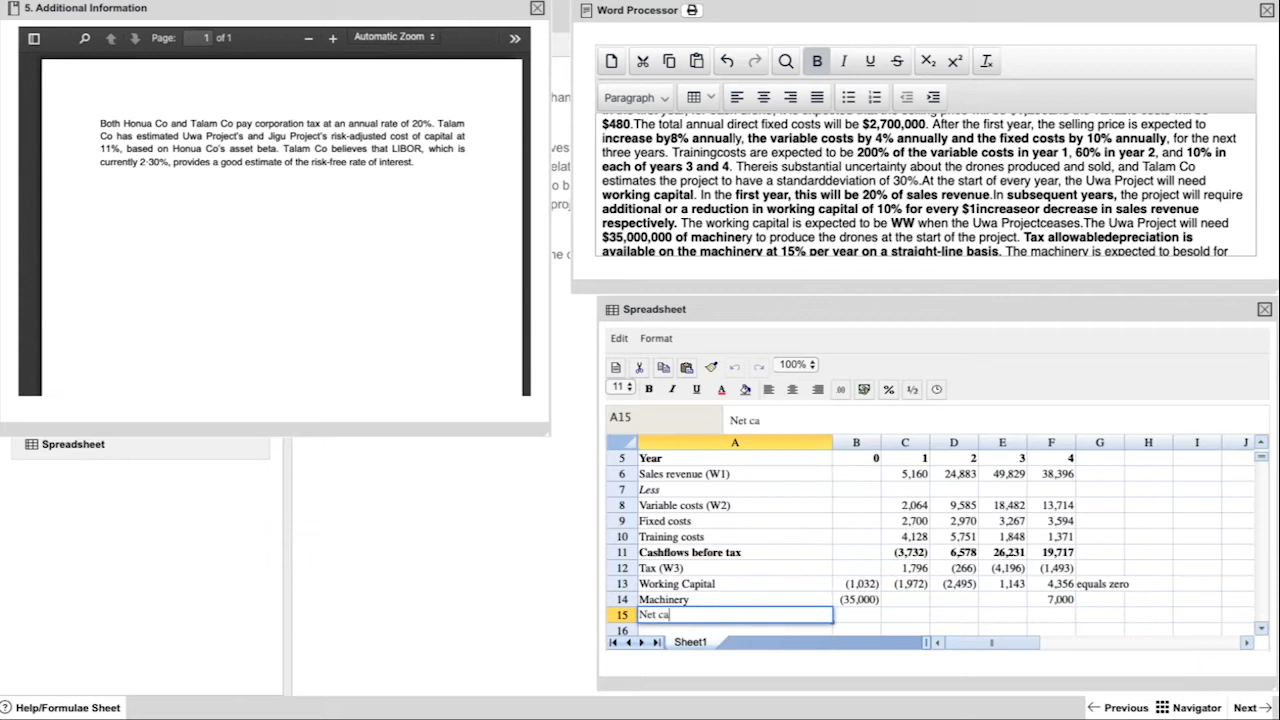 5. Additional Information
Page: 1 of 1
Automatic Zoom
Both Honua Co and Talam Co pay corporation tax at an annual rate of 20%. Talam
Co has estimated Uwa Project's and Jigu Project's risk-adjusted cost of capital at
11%, based on Honua Co's asset beta. Talam Co believes that LIBOR, which is
currently 2·30%, provides a good estimate of the risk-free rate of interest.
Spreadsheet
Word Processor
B I U S X₂ X² Tx
Paragraph
$480.The total annual direct fixed costs will be $2,700,000. After the first year, the selling price is expected to
increase by8% annually, the variable costs by 4% annually and the fixed costs by 10% annually, for the next
three years. Trainingcosts are expected to be 200% of the variable costs in year 1, 60% in year 2, and 10% in
each of years 3 and 4. Thereis substantial uncertainty about the drones produced and sold, and Talam Co
estimates the project to have a standarddeviation of 30%.At the start of every year, the Uwa Project will need
working capital. In the first year, this will be 20% of sales revenue.In subsequent years, the project will require
additional or a reduction in working capital of 10% for every $1increaseor decrease in sales revenue
respectively. The working capital is expected to be WW when the Uwa Projectceases.The Uwa Project will need
$35,000,000 of machinery to produce the drones at the start of the project. Tax allowabledepreciation is
available on the machinery at 15% per year on a straight-line basis. The machinery is expected to besold for
Spreadsheet
Edit Format
100%
11 B I U A .00 % 1/2
A15 Net ca
A B C D E F G H I J
5 Year 0 1 2 3 4
6 Sales revenue (W1) 5,160 24,883 49,829 38,396
7 Less
8 Variable costs (W2) 2,064 9,585 18,482 13,714
9 Fixed costs 2,700 2,970 3,267 3,594
10 Training costs 4,128 5,751 1,848 1,371
11 Cashflows before tax (3,732) 6,578 26,231 19,717
12 Tax (W3) 1,796 (266) (4,196) (1,493)
13 Working Capital (1,032) (1,972) (2,495) 1,143 4,356 equals zero
14 Machinery (35,000) 7,000
15 Net ca
16
Sheet1
Help/Formulae Sheet
Previous Navigator Next